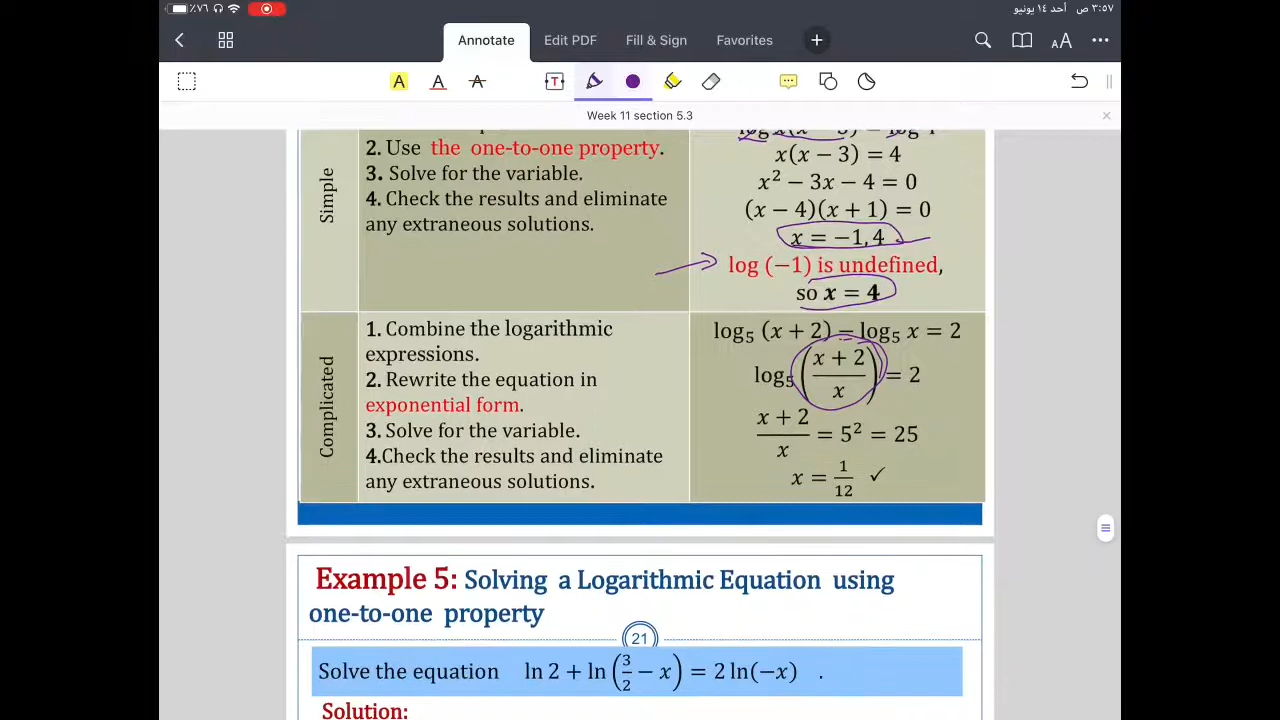 ٪٧٦
٣:٥٧ ص أحد ١٤ يونيو
Annotate
Edit PDF
Fill & Sign
Favorites
AA
A
A
A
T
Week 11 section 5.3
Simple
2. Use the one-to-one property.
3. Solve for the variable.
4. Check the results and eliminate
any extraneous solutions.
x(x − 3) = 4
x² − 3x − 4 = 0
(x − 4)(x + 1) = 0
x = −1, 4
log (−1) is undefined,
so x = 4
Complicated
1. Combine the logarithmic
expressions.
2. Rewrite the equation in
exponential form.
3. Solve for the variable.
4.Check the results and eliminate
any extraneous solutions.
log₅ (x + 2) − log₅ x = 2
log₅ ((x + 2)/x) = 2
(x + 2)/x = 5² = 25
x = 1/12 ✓
Example 5: Solving a Logarithmic Equation using
one-to-one property
21
Solve the equation ln 2 + ln (3/2 − x) = 2 ln(−x) .
Solution: